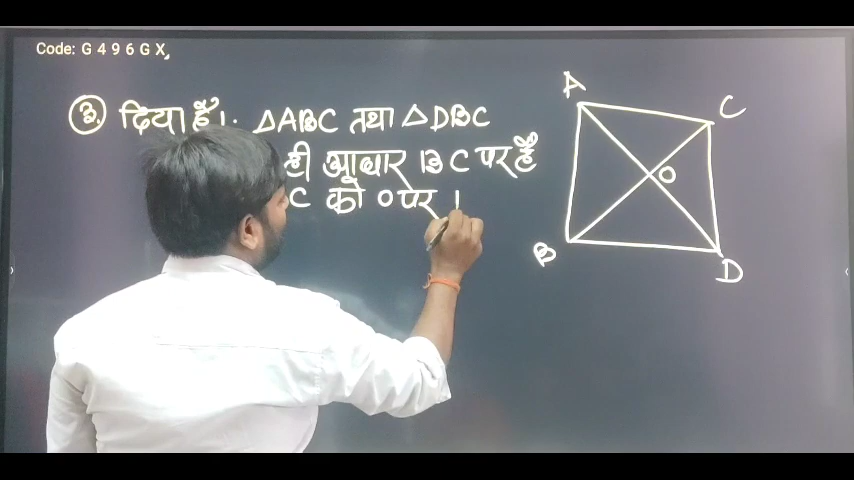 Code: G 4 9 6 G X,
3. दिया है।. △ABC तथा △DBC
ही आधार BC पर हैं
C को O पर
A
C
O
B
D